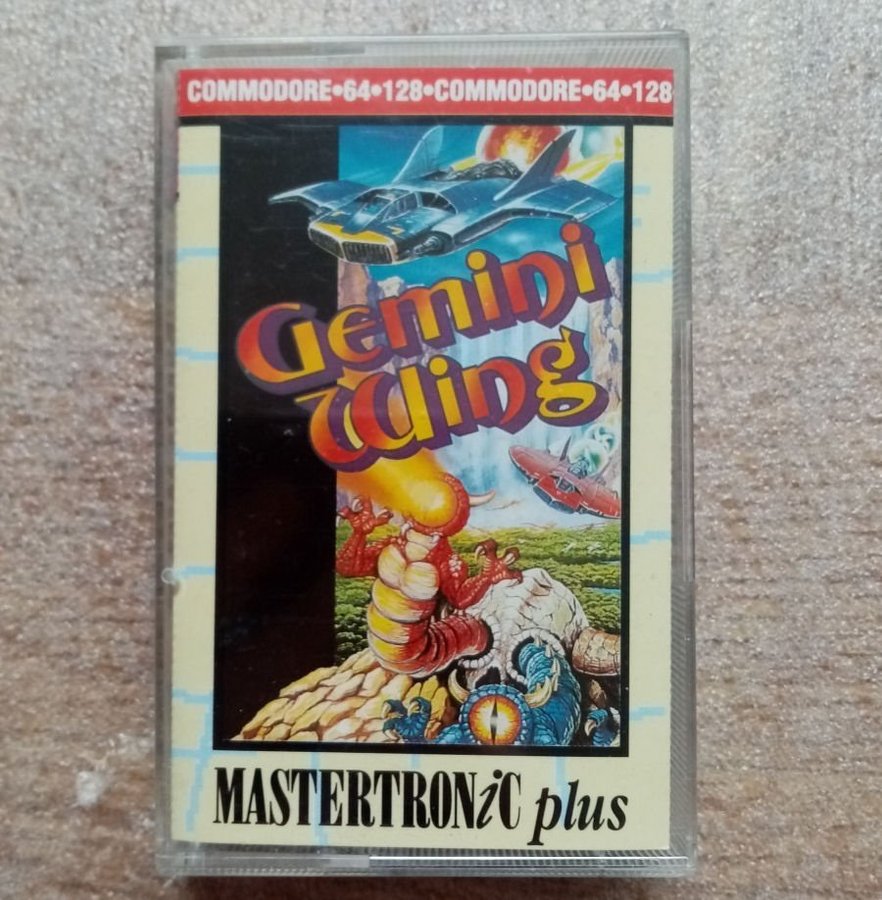 COMMODORE•64•128•COMMODORE•64•128
Gemini
Wing
MASTERTRONiC plus